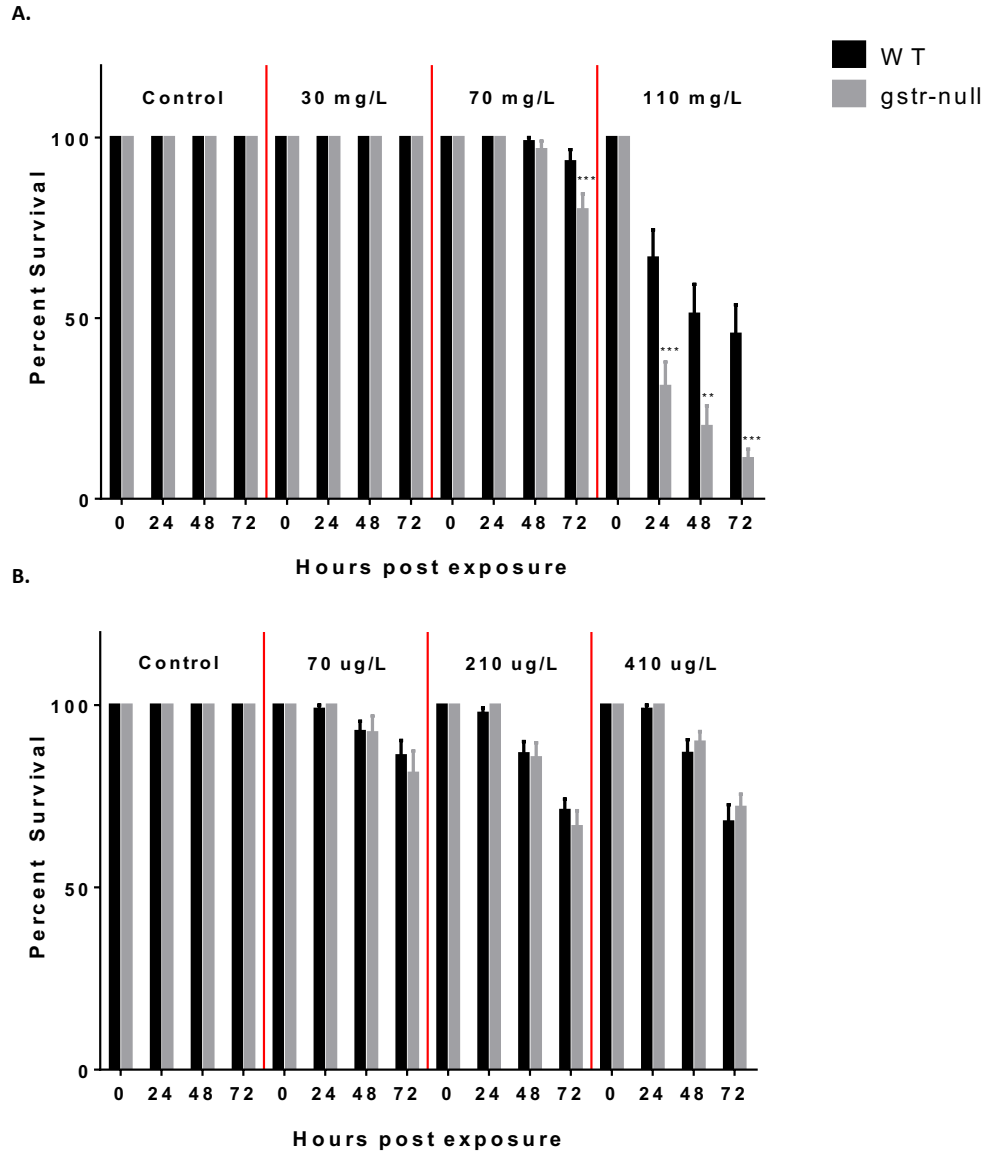 A.
WT
gstr-null
Control 30 mg/L 70 mg/L 110 mg/L
100
50
0
Percent Survival
***
***
**
***
0 24 48 72 0 24 48 72 0 24 48 72 0 24 48 72
Hours post exposure
B.
Control 70 ug/L 210 ug/L 410 ug/L
100
50
0
Percent Survival
0 24 48 72 0 24 48 72 0 24 48 72 0 24 48 72
Hours post exposure